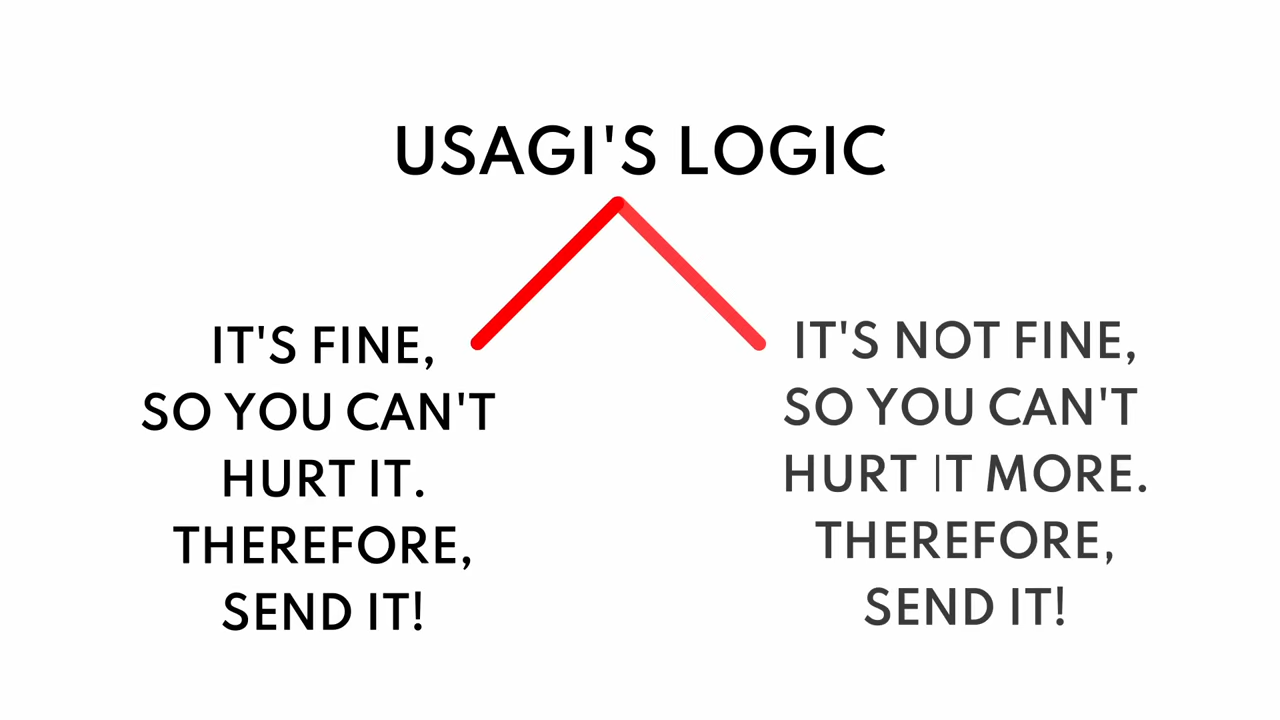 USAGI'S LOGIC
IT'S FINE,
SO YOU CAN'T
HURT IT.
THEREFORE,
SEND IT!
IT'S NOT FINE,
SO YOU CAN'T
HURT IT MORE.
THEREFORE,
SEND IT!